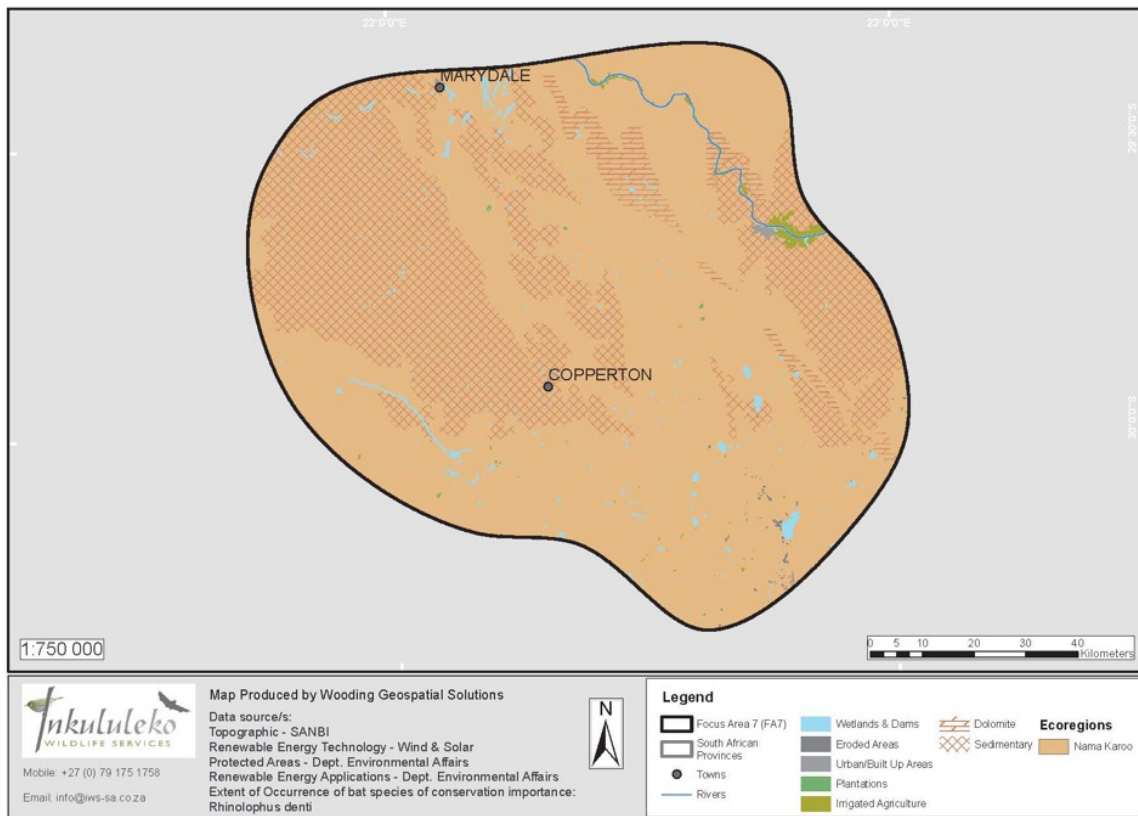 22°0'0"E
23°0'0"E
MARYDALE
29°30'0"S
COPPERTON
30°0'0"S
1:750 000
0 5 10 20 30 40
Kilometers
Inkululeko
WILDLIFE SERVICES
Mobile: +27 (0) 79 175 1758
Email: info@iws-sa.co.za
Map Produced by Wooding Geospatial Solutions
Data source/s:
Topographic - SANBI
Renewable Energy Technology - Wind & Solar
Protected Areas - Dept. Environmental Affairs
Renewable Energy Applications - Dept. Environmental Affairs
Extent of Occurrence of bat species of conservation importance:
Rhinolophus denti
N
Legend
Focus Area 7 (FA7)
South African
Provinces
Towns
Rivers
Wetlands & Dams
Eroded Areas
Urban/Built Up Areas
Plantations
Irrigated Agriculture
Dolomite
Sedimentary
Ecoregions
Nama Karoo